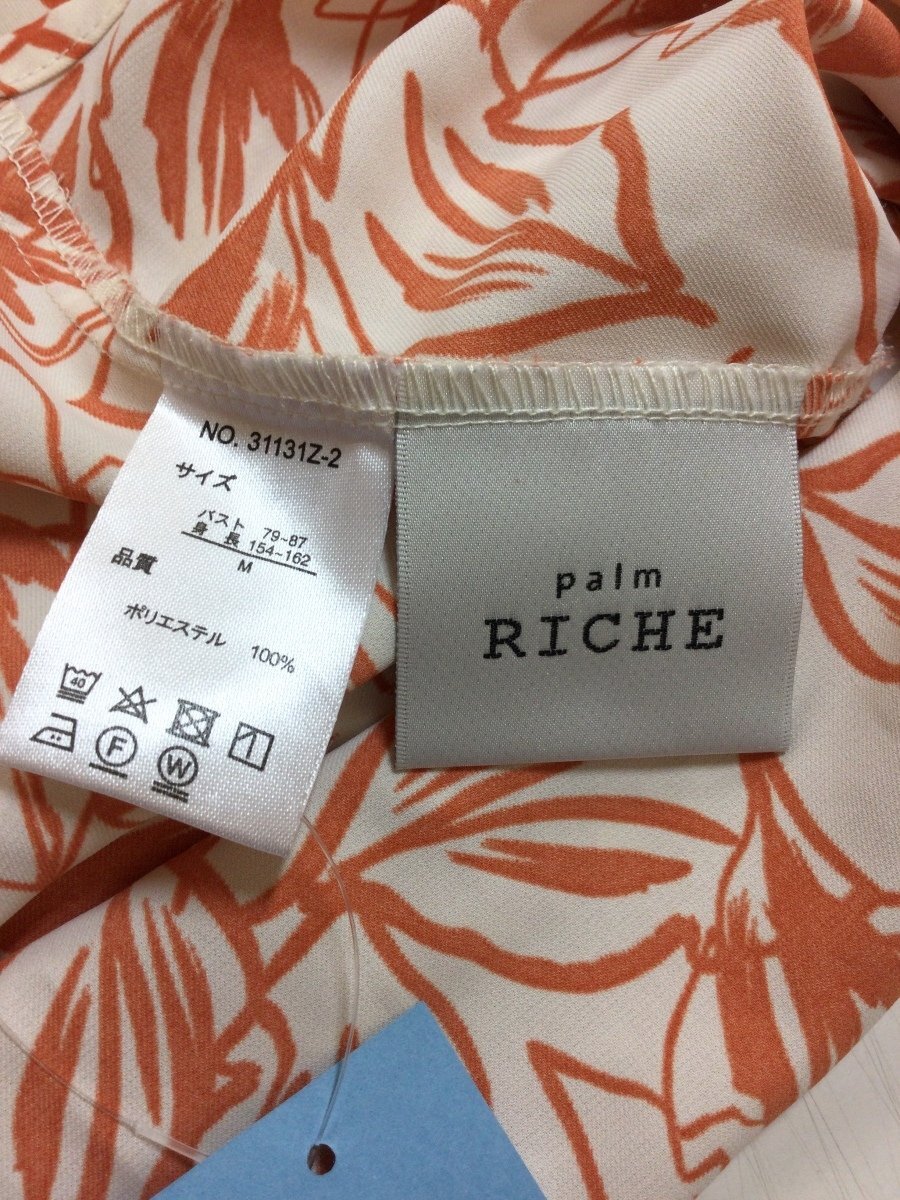 NO. 31131Z-2
サイズ
バスト 79~87
身 長 154~162
M
品質
ポリエステル 100%
40
F
W
palm
RICHE